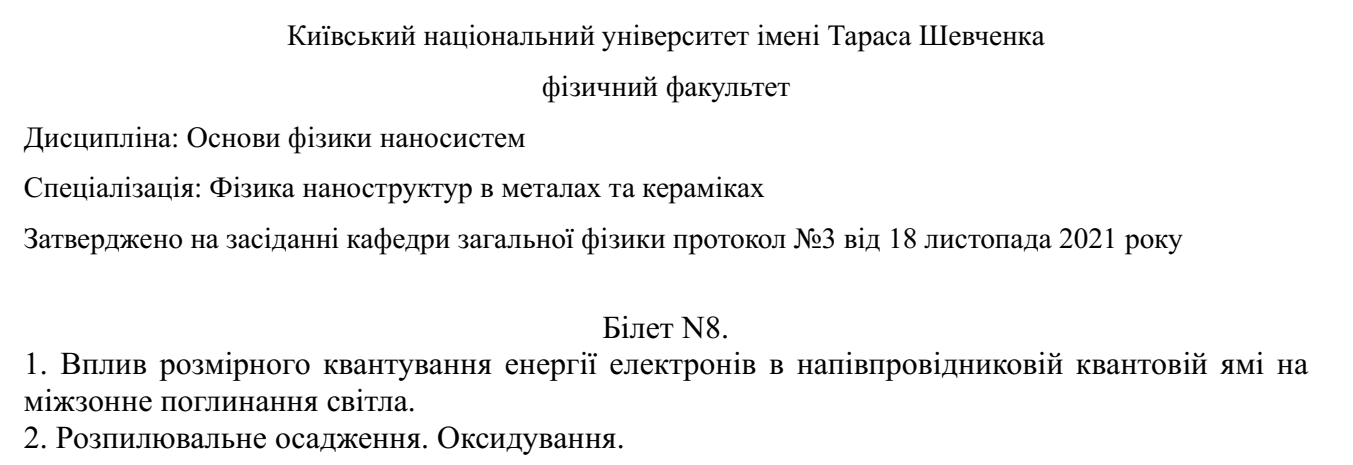 Київський національний університет імені Тараса Шевченка
фізичний факультет
Дисципліна: Основи фізики наносистем
Спеціалізація: Фізика наноструктур в металах та кераміках
Затверджено на засіданні кафедри загальної фізики протокол №3 від 18 листопада 2021 року
Білет N8.
1. Вплив розмірного квантування енергії електронів в напівпровідниковій квантовій ямі на
міжзонне поглинання світла.
2. Розпилювальне осадження. Оксидування.